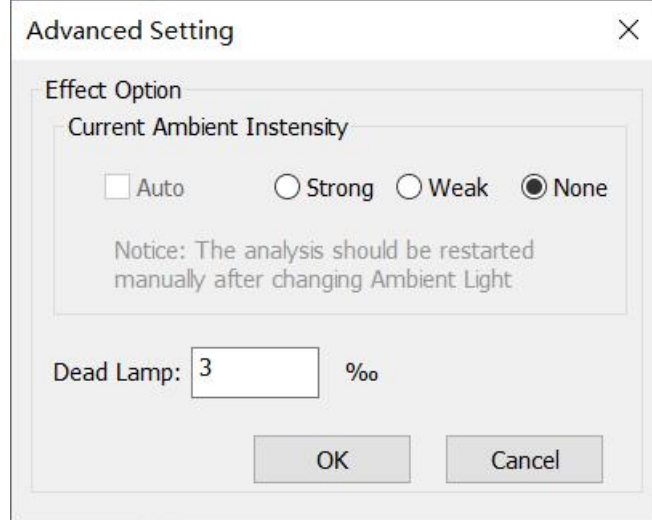 Advanced Setting
Effect Option
Current Ambient Instensity
Auto Strong Weak None
Notice: The analysis should be restarted
manually after changing Ambient Light
Dead Lamp: 3 ‰
OK Cancel